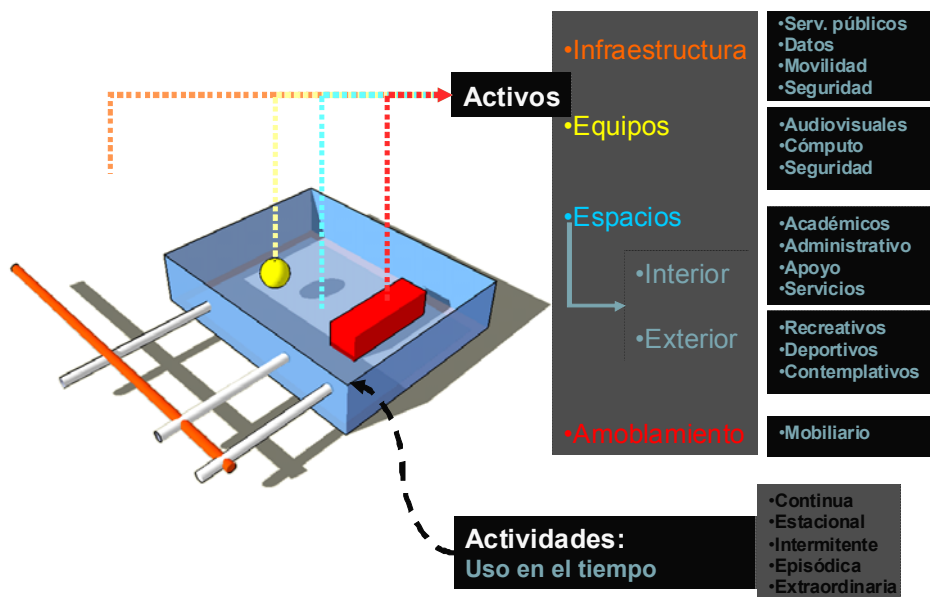 Activos
•Infraestructura
•Serv. públicos
•Datos
•Movilidad
•Seguridad
•Equipos
•Audiovisuales
•Cómputo
•Seguridad
•Espacios
•Interior
•Académicos
•Administrativo
•Apoyo
•Servicios
•Exterior
•Recreativos
•Deportivos
•Contemplativos
•Amoblamiento
•Mobiliario
Actividades:
Uso en el tiempo
•Continua
•Estacional
•Intermitente
•Episódica
•Extraordinaria